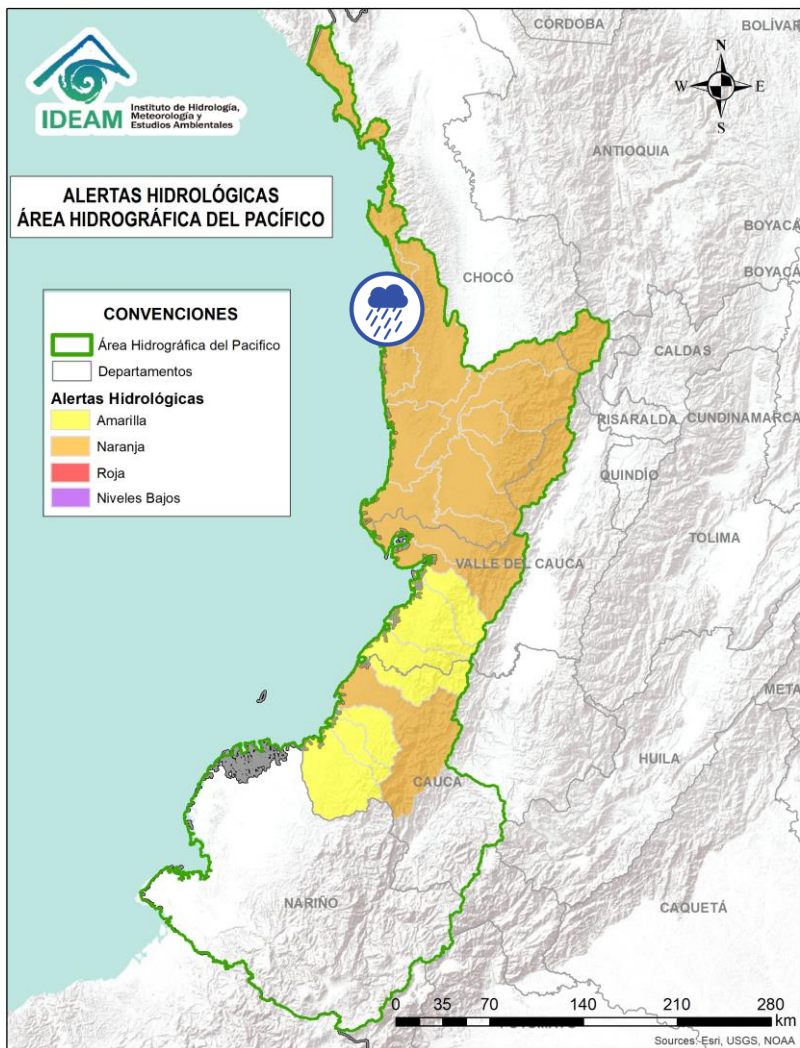 IDEAM
Instituto de Hidrología,
Meteorología y
Estudios Ambientales
ALERTAS HIDROLÓGICAS
ÁREA HIDROGRÁFICA DEL PACÍFICO
CONVENCIONES
Área Hidrográfica del Pacifico
Departamentos
Alertas Hidrológicas
Amarilla
Naranja
Roja
Niveles Bajos
CÓRDOBA
BOLÍVAR
N
W
E
S
ANTIOQUIA
BOYACÁ
CHOCÓ
BOYACÁ
CALDAS
RISARALDA
CUNDINAMARCA
QUINDÍO
TOLIMA
VALLE DEL CAUCA
META
HUILA
CAUCA
NARIÑO
CAQUETÁ
0 35 70 140 210 280
km
Sources: Esri, USGS, NOAA